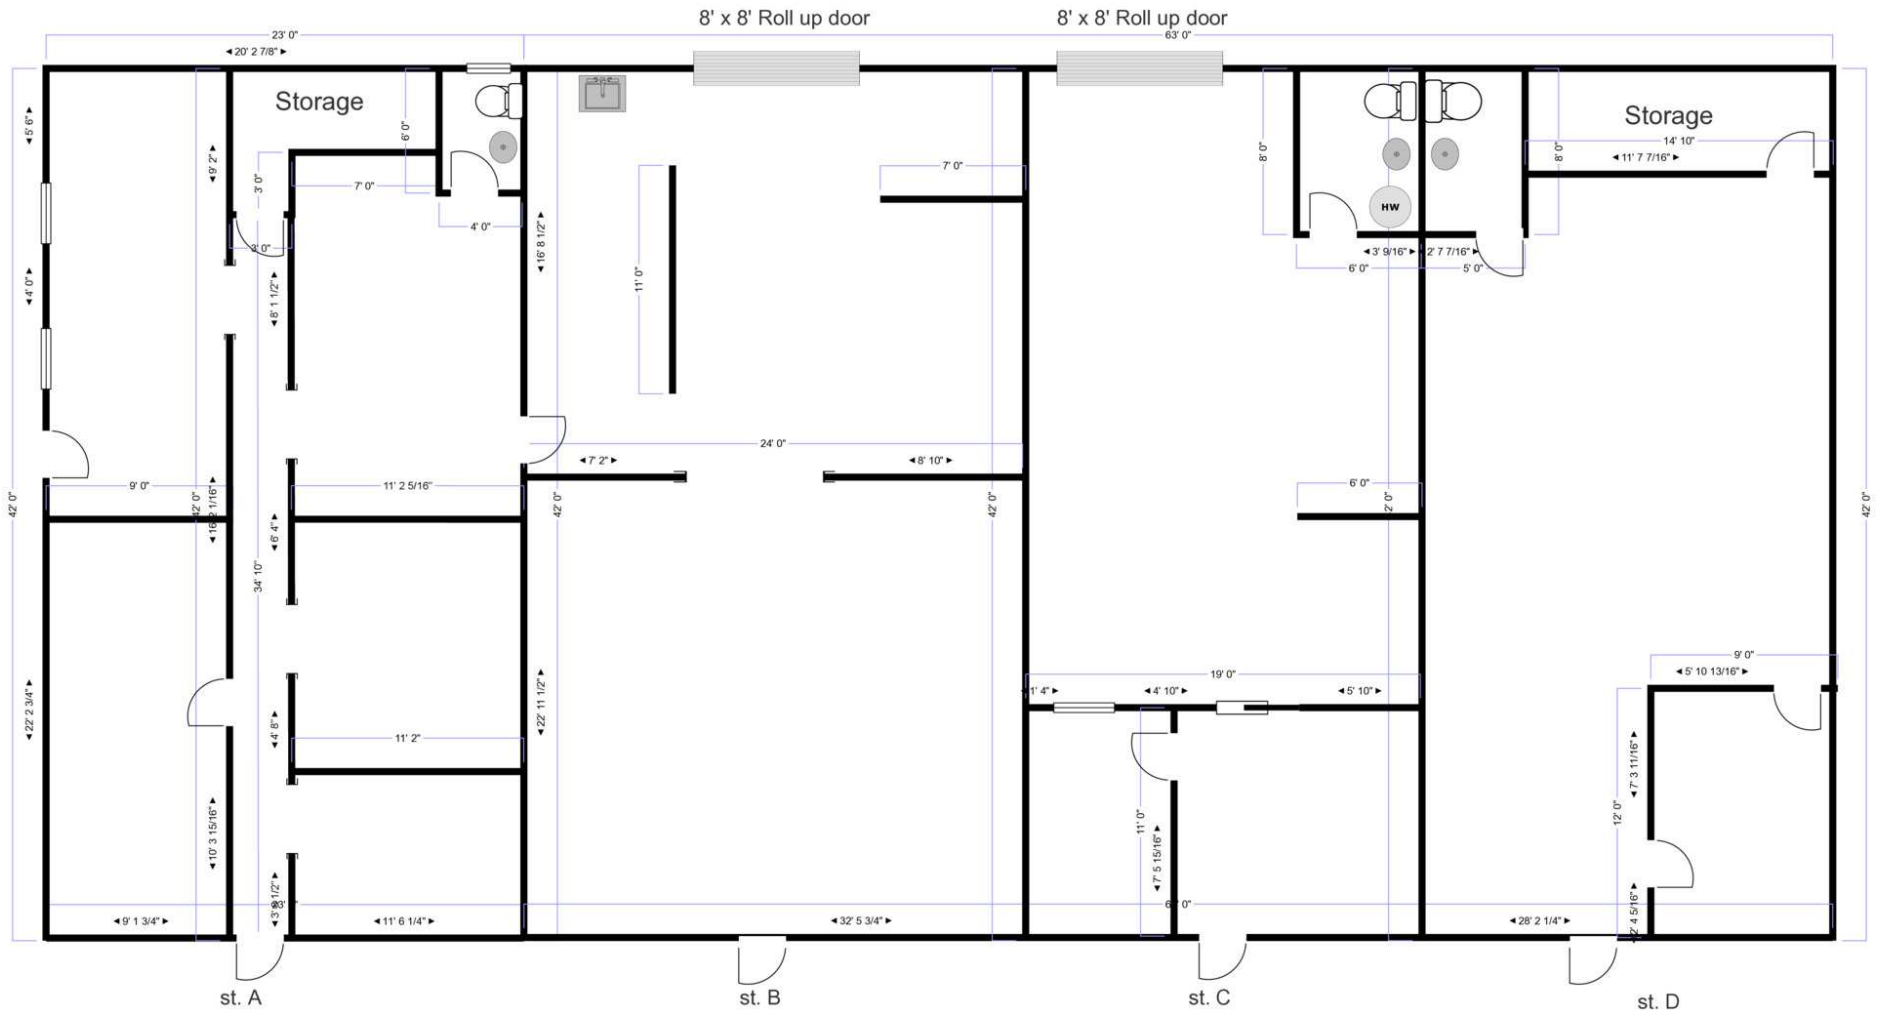 8' x 8' Roll up door
8' x 8' Roll up door
23' 0"
63' 0"
◄20' 2 7/8"►
Storage
Storage
14' 10"
◄11' 7 7/16"►
◄5' 6"►
◄9' 2"►
6' 0"
3' 0"
7' 0"
7' 0"
8' 0"
8' 0"
HW
4' 0"
3' 0"
◄16' 8 1/2"►
11' 0"
◄3' 9/16"►
◄2' 7 7/16"►
6' 0"
5' 0"
◄4' 0"►
◄8' 1 1/2"►
24' 0"
◄7' 2"►
◄8' 10"►
9' 0"
11' 2 5/16"
6' 0"
42' 0"
42' 0"
42' 0"
42' 0"
2' 0"
42' 0"
◄6' 4"►
34' 10"
9' 0"
◄5' 10 13/16"►
19' 0"
1' 4"►
◄4' 10"►
◄5' 10"►
◄22' 2 3/4"►
◄4' 8"►
◄22' 11 1/2"►
11' 2"
◄7' 3 11/16"►
12' 0"
11' 0"
◄10' 3 15/16"►
◄7' 5 15/16"►
◄9' 1 3/4"►
◄11' 6 1/4"►
◄32' 5 3/4"►
◄28' 2 1/4"►
◄2' 4 5/16"►
st. A
st. B
st. C
st. D